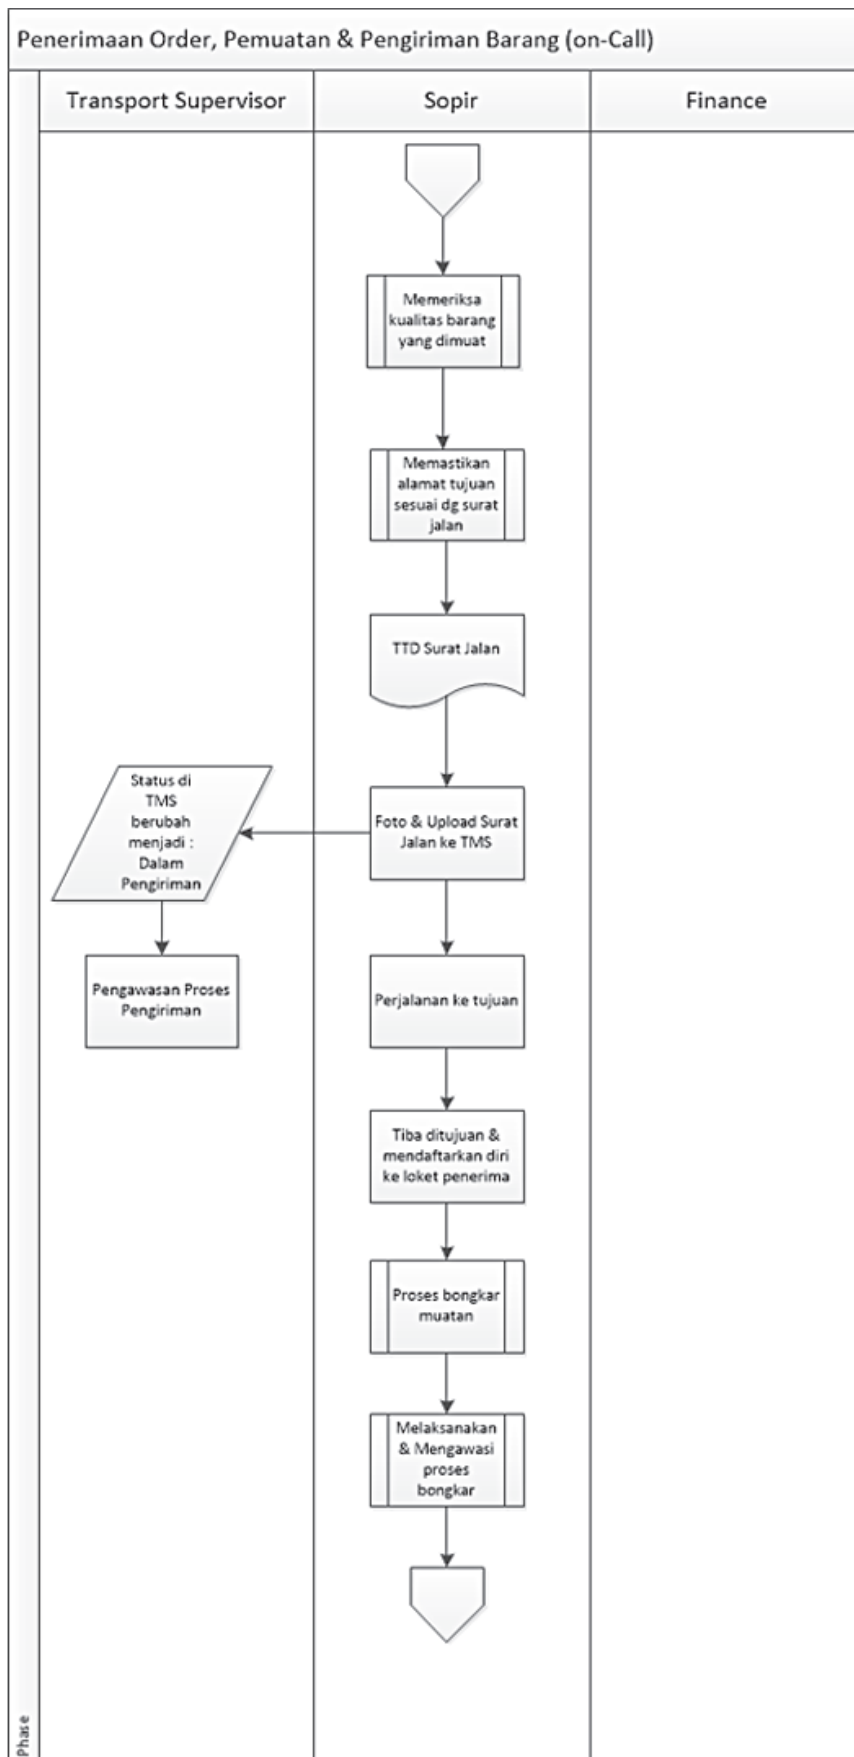 Penerimaan Order, Pemuatan & Pengiriman Barang (on-Call)
Transport Supervisor
Sopir
Finance
Memeriksa
kualitas barang
yang dimuat
Memastikan
alamat tujuan
sesuai dg surat
jalan
TTD Surat Jalan
Foto & Upload Surat
Jalan ke TMS
Status di
TMS
berubah
menjadi :
Dalam
Pengiriman
Pengawasan Proses
Pengiriman
Perjalanan ke tujuan
Tiba ditujuan &
mendaftarkan diri
ke loket penerima
Proses bongkar
muatan
Melaksanakan
& Mengawasi
proses
bongkar
Phase